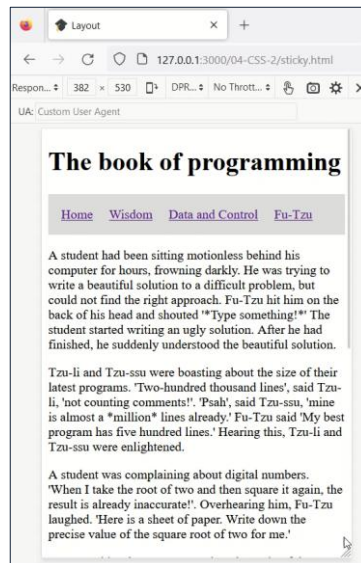 Layout
127.0.0.1:3000/04-CSS-2/sticky.html
Respon... 382 × 530 DPR... No Thrott...
UA: Custom User Agent
The book of programming
Home Wisdom Data and Control Fu-Tzu
A student had been sitting motionless behind his
computer for hours, frowning darkly. He was trying to
write a beautiful solution to a difficult problem, but
could not find the right approach. Fu-Tzu hit him on the
back of his head and shouted '*Type something!*' The
student started writing an ugly solution. After he had
finished, he suddenly understood the beautiful solution.
Tzu-li and Tzu-ssu were boasting about the size of their
latest programs. 'Two-hundred thousand lines', said Tzu-
li, 'not counting comments!'. 'Psah', said Tzu-ssu, 'mine
is almost a *million* lines already.' Fu-Tzu said 'My best
program has five hundred lines.' Hearing this, Tzu-li and
Tzu-ssu were enlightened.
A student was complaining about digital numbers.
'When I take the root of two and then square it again, the
result is already inaccurate!'. Overhearing him, Fu-Tzu
laughed. 'Here is a sheet of paper. Write down the
precise value of the square root of two for me.'